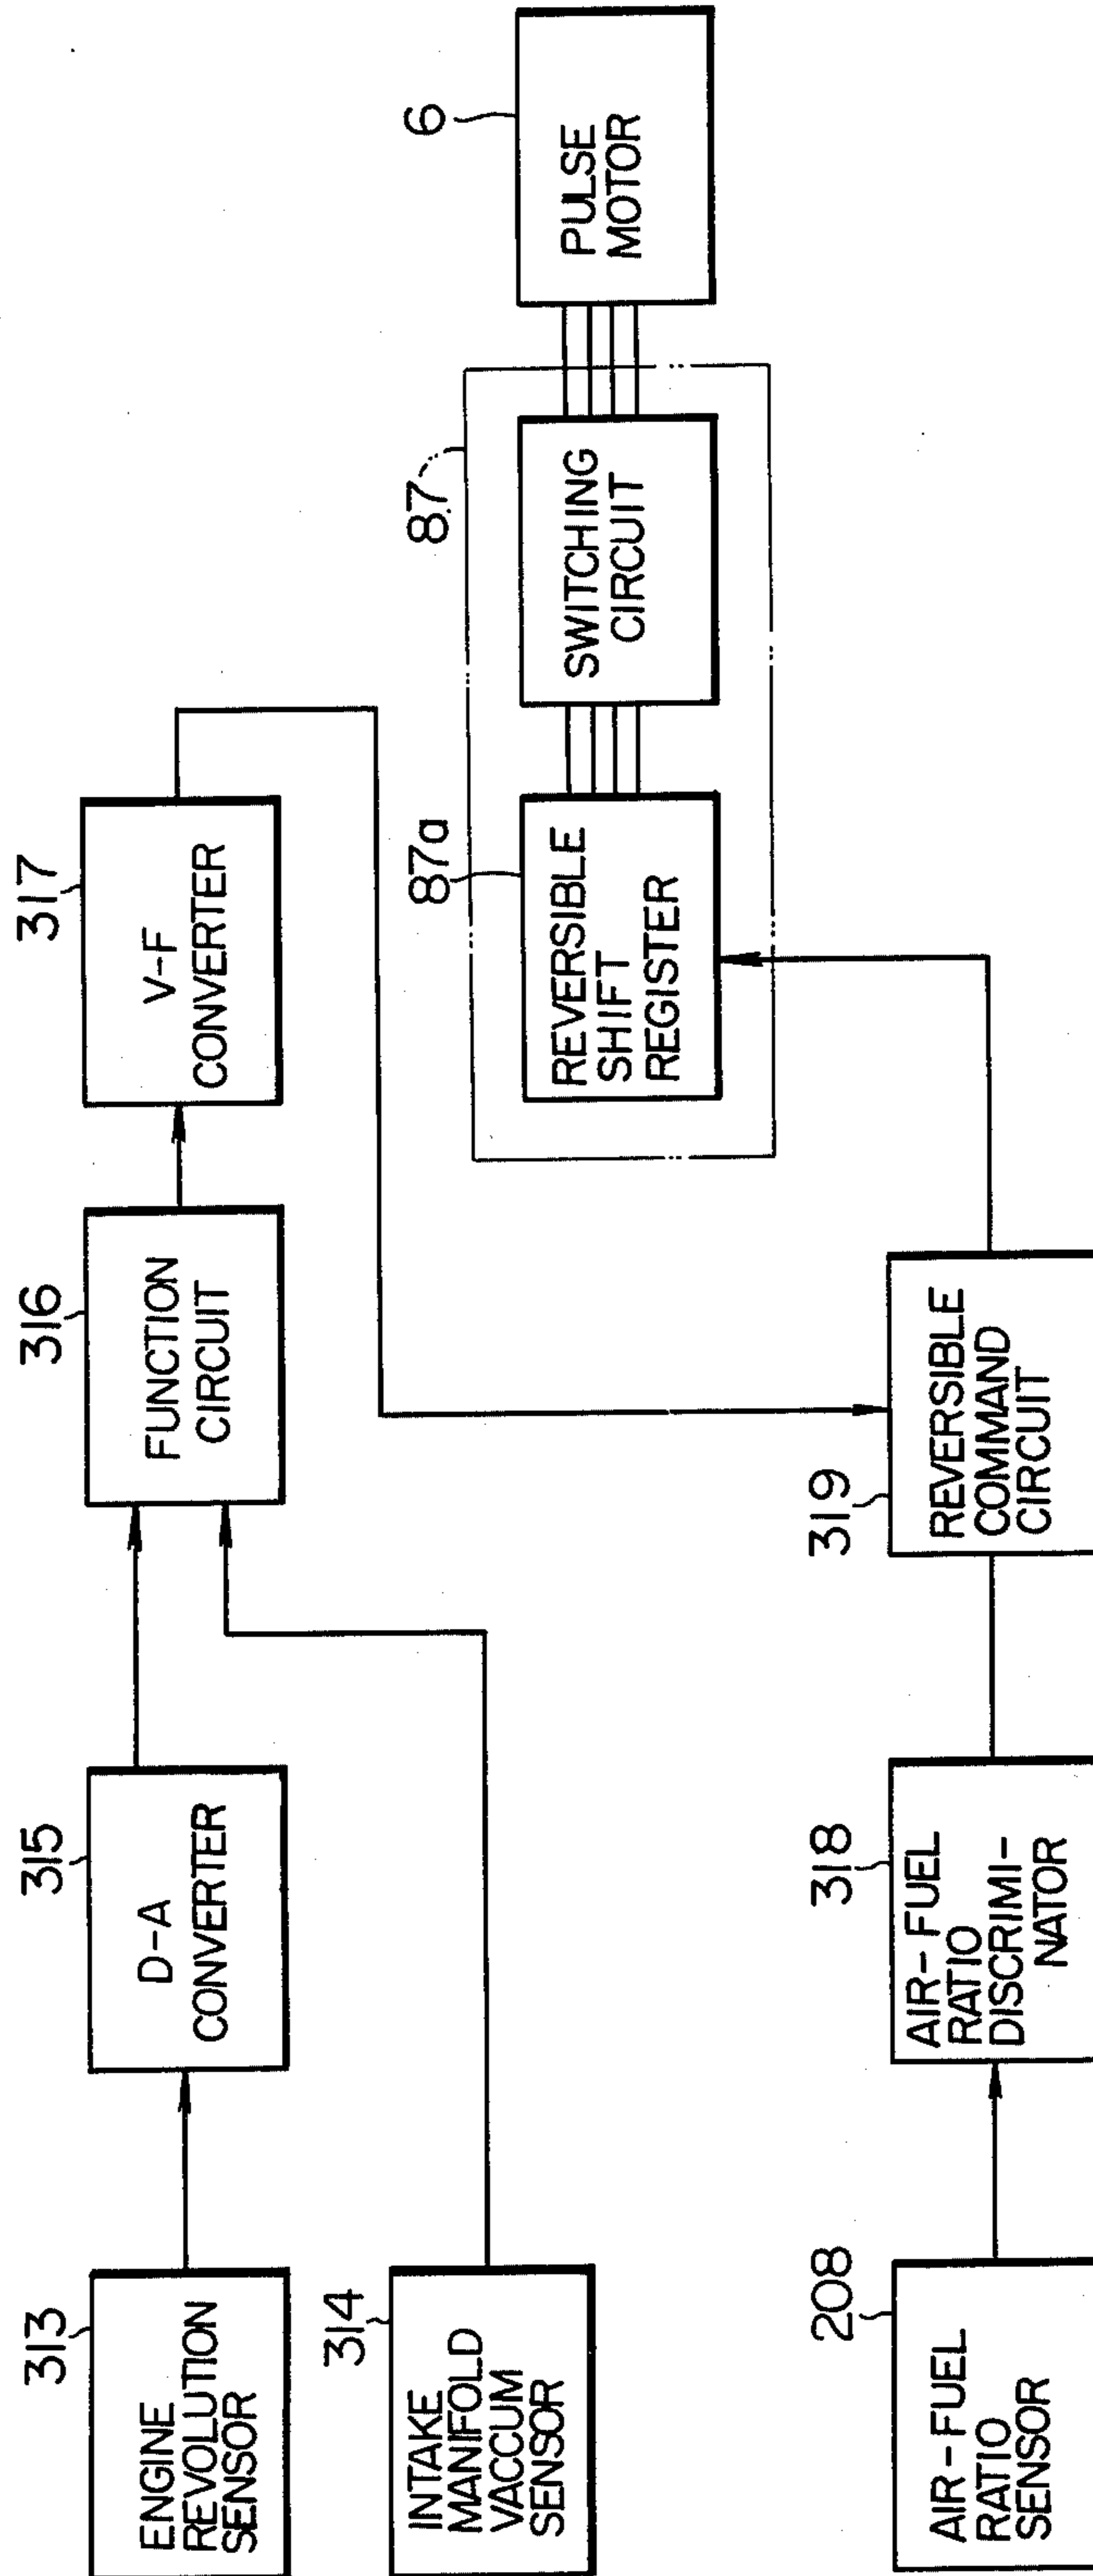 313
ENGINE
REVOLUTION
SENSOR
315
D-A
CONVERTER
316
FUNCTION
CIRCUIT
317
V-F
CONVERTER
314
INTAKE
MANIFOLD
VACCUM
SENSOR
87
87a
REVERSIBLE
SHIFT
REGISTER
SWITCHING
CIRCUIT
6
PULSE
MOTOR
208
AIR-FUEL
RATIO
SENSOR
318
AIR-FUEL
RATIO
DISCRIMI-
NATOR
319
REVERSIBLE
COMMAND
CIRCUIT